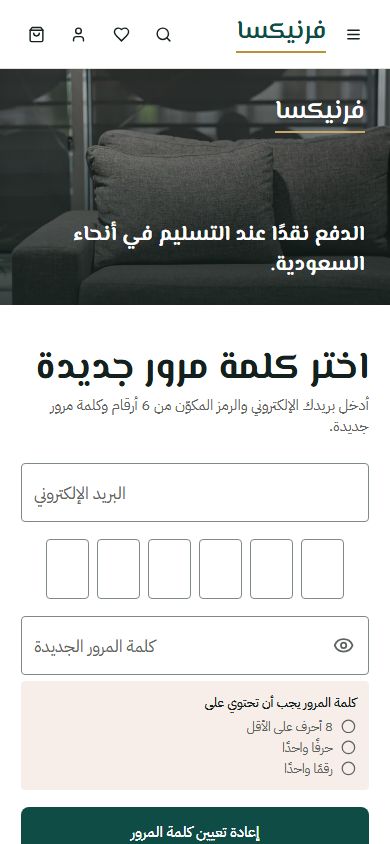 فرنيكسا
فرنيكسا
الدفع نقدًا عند التسليم في أنحاء
السعودية.
اختر كلمة مرور جديدة
أدخل بريدك الإلكتروني والرمز المكوّن من 6 أرقام وكلمة مرور
جديدة.
البريد الإلكتروني
كلمة المرور الجديدة
كلمة المرور يجب أن تحتوي على
8 أحرف على الأقل
حرفًا واحدًا
رقمًا واحدًا
إعادة تعيين كلمة المرور